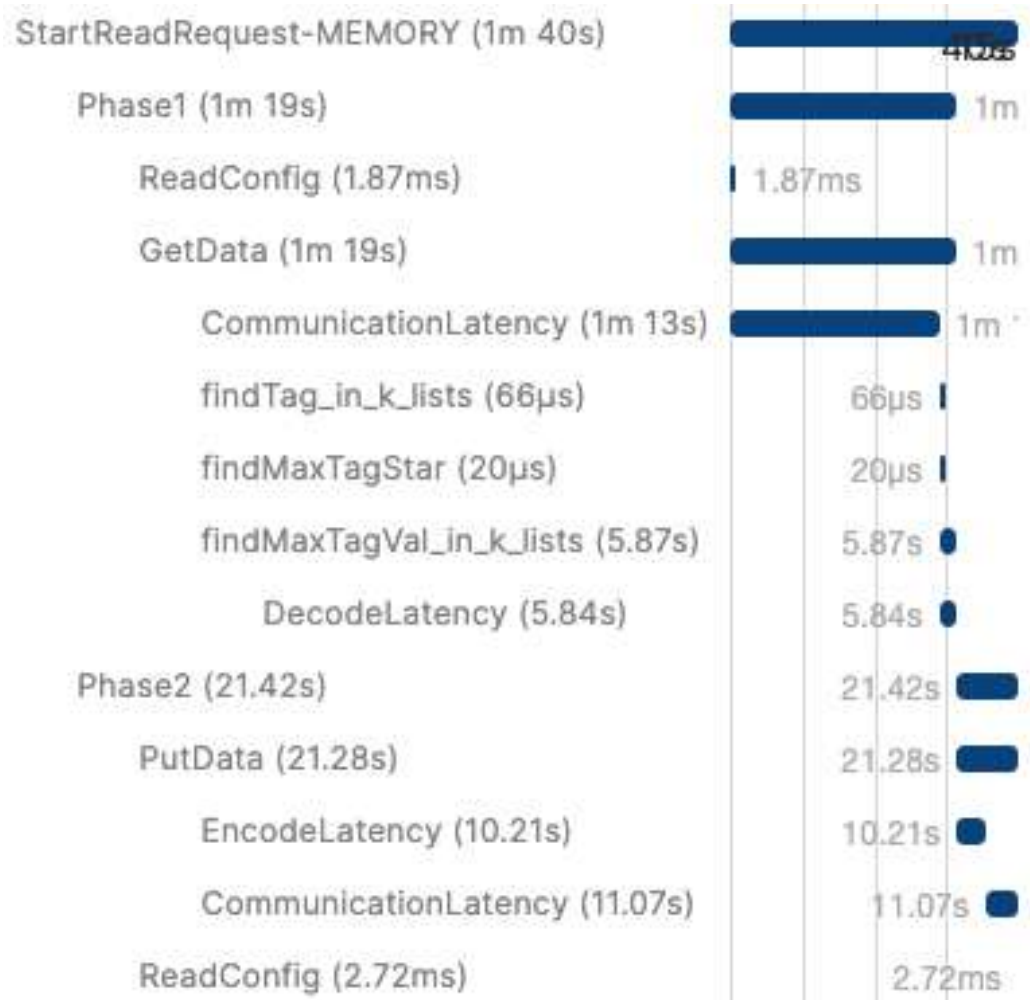 StartReadRequest-MEMORY (1m 40s)
Phase1 (1m 19s) 1m
ReadConfig (1.87ms) 1.87ms
GetData (1m 19s) 1m
CommunicationLatency (1m 13s) 1m
findTag_in_k_lists (66µs) 66µs
findMaxTagStar (20µs) 20µs
findMaxTagVal_in_k_lists (5.87s) 5.87s
DecodeLatency (5.84s) 5.84s
Phase2 (21.42s) 21.42s
PutData (21.28s) 21.28s
EncodeLatency (10.21s) 10.21s
CommunicationLatency (11.07s) 11.07s
ReadConfig (2.72ms) 2.72ms